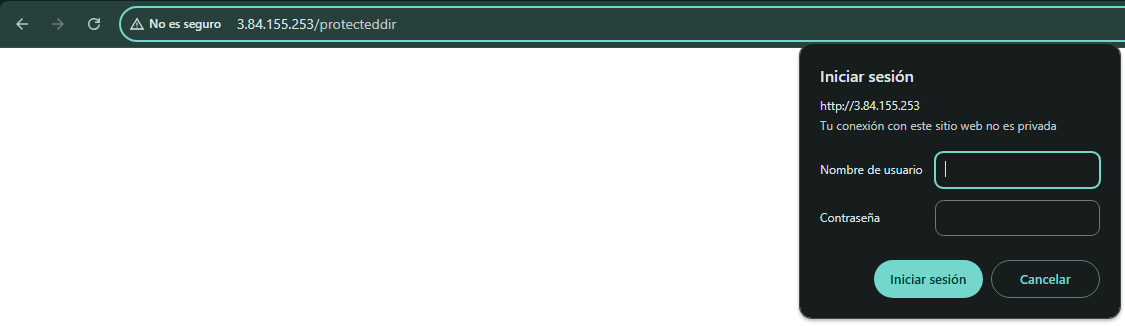 No es seguro 3.84.155.253/protecteddir
Iniciar sesión
http://3.84.155.253
Tu conexión con este sitio web no es privada
Nombre de usuario
Contraseña
Iniciar sesión Cancelar